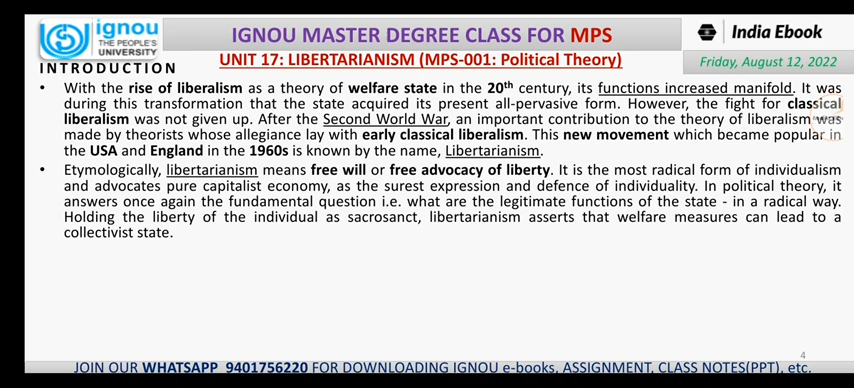 ignou
THE PEOPLE'S
UNIVERSITY
IGNOU MASTER DEGREE CLASS FOR MPS
India Ebook
UNIT 17: LIBERTARIANISM (MPS-001: Political Theory)
Friday, August 12, 2022
INTRODUCTION
• With the rise of liberalism as a theory of welfare state in the 20th century, its functions increased manifold. It was
during this transformation that the state acquired its present all-pervasive form. However, the fight for classical
liberalism was not given up. After the Second World War, an important contribution to the theory of liberalism was
made by theorists whose allegiance lay with early classical liberalism. This new movement which became popular in
the USA and England in the 1960s is known by the name, Libertarianism.
• Etymologically, libertarianism means free will or free advocacy of liberty. It is the most radical form of individualism
and advocates pure capitalist economy, as the surest expression and defence of individuality. In political theory, it
answers once again the fundamental question i.e. what are the legitimate functions of the state - in a radical way.
Holding the liberty of the individual as sacrosanct, libertarianism asserts that welfare measures can lead to a
collectivist state.
4
JOIN OUR WHATSAPP 9401756220 FOR DOWNLOADING IGNOU e-books, ASSIGNMENT, CLASS NOTES(PPT), etc.